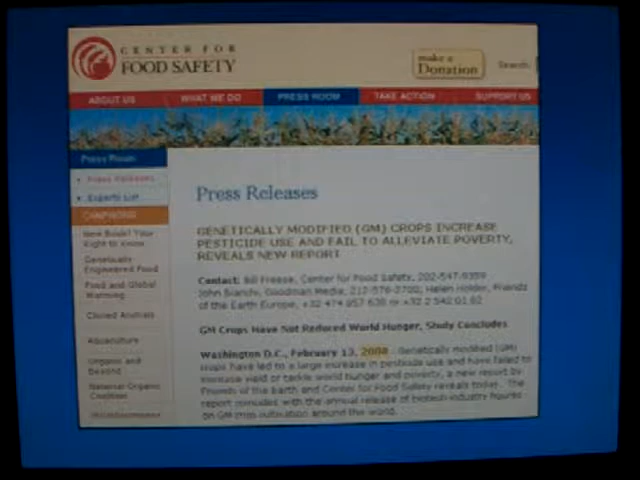 CENTER FOR
FOOD SAFETY
make a
Donation
Search
ABOUT US
WHAT WE DO
PRESS ROOM
TAKE ACTION
SUPPORT US
Press Room
Press Releases
Experts List
CAMPAIGNS
New Book! Your
Right to Know
Genetically
Engineered Food
Food and Global
Warming
Cloned Animals
Aquaculture
Organic and
Beyond
National Organic
Coalition
Press Releases
GENETICALLY MODIFIED (GM) CROPS INCREASE
PESTICIDE USE AND FAIL TO ALLEVIATE POVERTY,
REVEALS NEW REPORT
Contact: Bill Freese, Center for Food Safety, 202-547-9359
John Bianchi, Goodman Media, 212-576-2700, Helen Holder, Friends
of the Earth Europe, +32 474 857 638 or +32 2 542 01 82
GM Crops Have Not Reduced World Hunger, Study Concludes
Washington D.C., February 13, 2008 - Genetically modified (GM)
crops have led to a large increase in pesticide use and have failed to
increase yield or tackle world hunger and poverty, a new report by
Friends of the Earth and Center for Food Safety reveals today. The
report coincides with the annual release of biotech industry figures
on GM crop cultivation around the world.